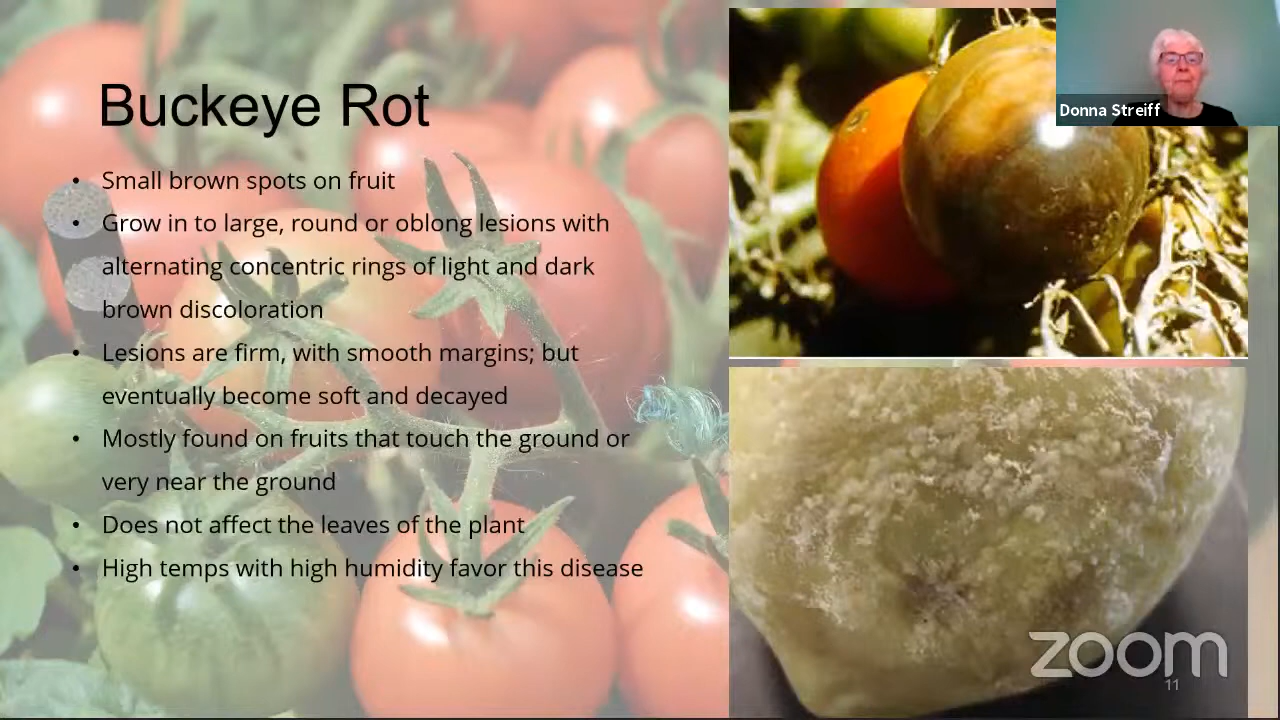 Buckeye Rot
• Small brown spots on fruit
• Grow in to large, round or oblong lesions with
alternating concentric rings of light and dark
brown discoloration
• Lesions are firm, with smooth margins; but
eventually become soft and decayed
• Mostly found on fruits that touch the ground or
very near the ground
• Does not affect the leaves of the plant
• High temps with high humidity favor this disease
Donna Streiff
zoom
11